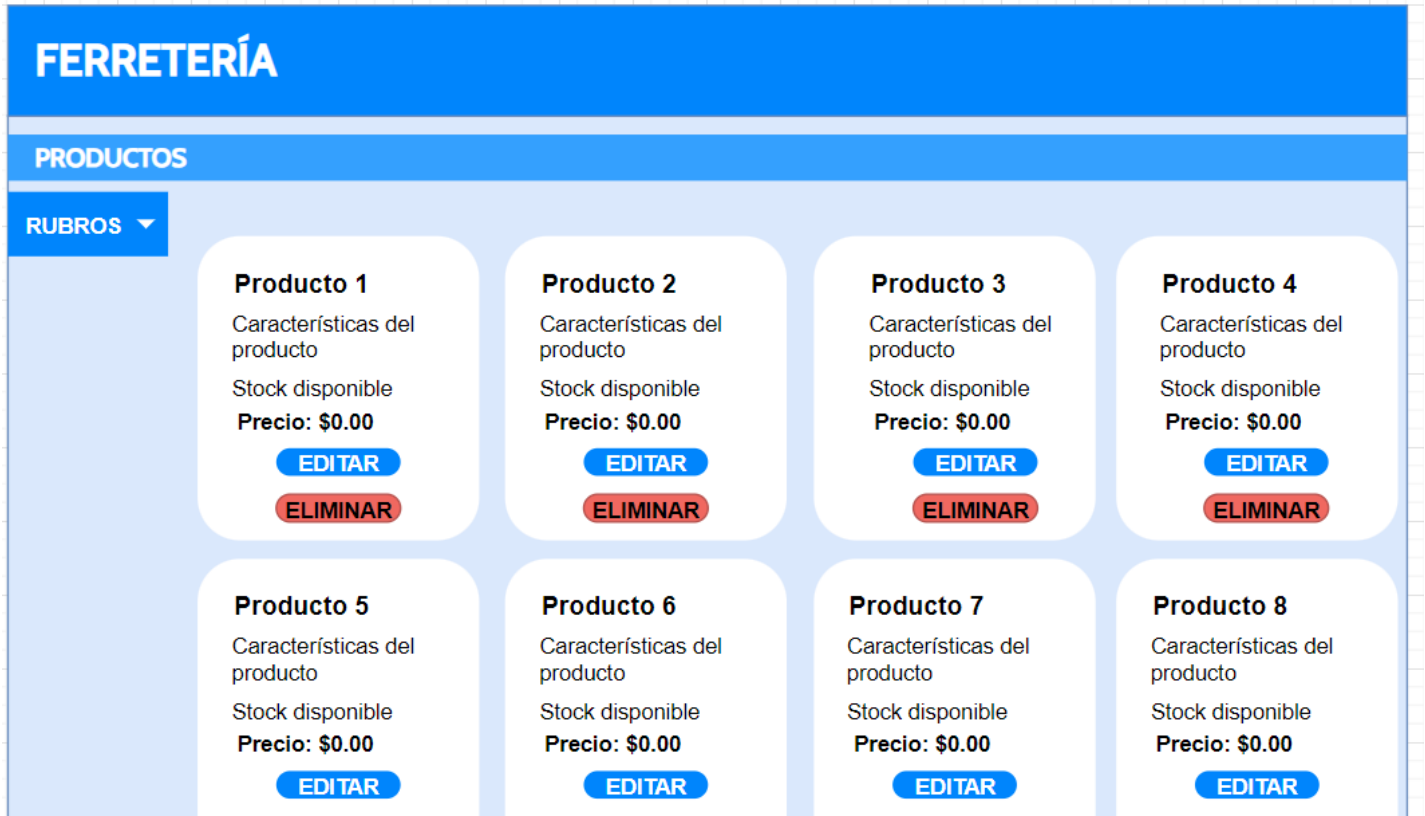 FERRETERÍA
PRODUCTOS
RUBROS
Producto 1
Características del
producto
Stock disponible
Precio: $0.00
EDITAR
ELIMINAR
Producto 2
Características del
producto
Stock disponible
Precio: $0.00
EDITAR
ELIMINAR
Producto 3
Características del
producto
Stock disponible
Precio: $0.00
EDITAR
ELIMINAR
Producto 4
Características del
producto
Stock disponible
Precio: $0.00
EDITAR
ELIMINAR
Producto 5
Características del
producto
Stock disponible
Precio: $0.00
EDITAR
Producto 6
Características del
producto
Stock disponible
Precio: $0.00
EDITAR
Producto 7
Características del
producto
Stock disponible
Precio: $0.00
EDITAR
Producto 8
Características del
producto
Stock disponible
Precio: $0.00
EDITAR